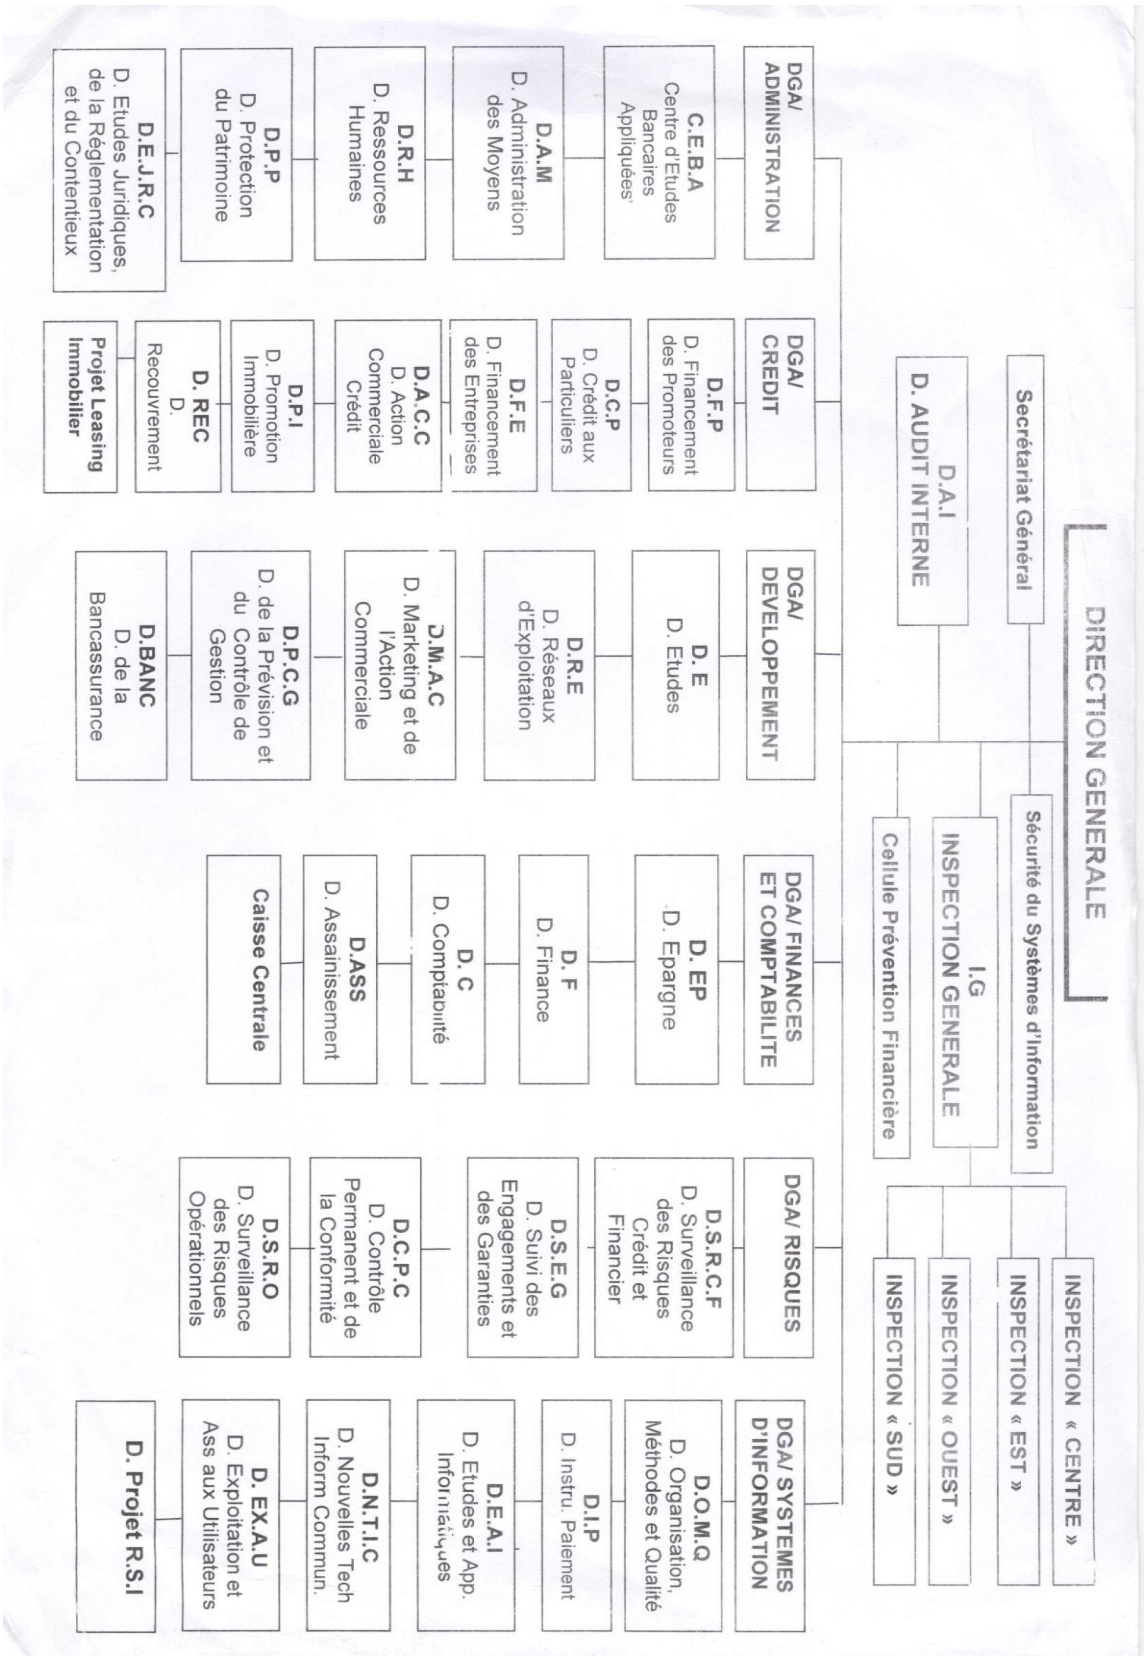 DIRECTION GENERALE
Secrétariat Général
Sécurité du Systèmes d'Information
D.A.I
D. AUDIT INTERNE
I.G
INSPECTION GENERALE
Cellule Prévention Financière
INSPECTION « CENTRE »
INSPECTION « EST »
INSPECTION « OUEST »
INSPECTION « SUD »
DGA/
ADMINISTRATION
C.E.B.A
Centre d'Etudes
Bancaires
Appliquées'
D.A.M
D. Administration
des Moyens
D.R.H
D. Ressources
Humaines
D.P.P
D. Protection
du Patrimoine
D.E.J.R.C
D. Etudes Juridiques,
de la Réglementation
et du Contentieux
DGA/
CREDIT
D.F.P
D. Financement
des Promoteurs
D.C.P
D. Crédit aux
Particuliers
D.F.E
D. Financement
des Entreprises
D.A.C.C
D. Action
Commerciale
Crédit
D.P.I
D. Promotion
Immobilière
D. REC
D.
Recouvrement
Projet Leasing
Immobilier
DGA/
DEVELOPPEMENT
D. E
D. Etudes
D.R.E
D. Réseaux
d'Exploitation
D.M.A.C
D. Marketing et de
l'Action
Commerciale
D.P.C.G
D. de la Prévision et
du Contrôle de
Gestion
D.BANC
D. de la
Bancassurance
DGA/ FINANCES
ET COMPTABILITE
D. EP
D. Epargne
D. F
D. Finance
D. C
D. Comptabilité
D.ASS
D. Assainissement
Caisse Centrale
DGA/ RISQUES
D.S.R.C.F
D. Surveillance
des Risques
Crédit et
Financier
D.S.E.G
D. Suivi des
Engagements et
des Garanties
D.C.P.C
D. Contrôle
Permanent et de
la Conformité
D.S.R.O
D. Surveillance
des Risques
Opérationnels
DGA/ SYSTEMES
D'INFORMATION
D.O.M.Q
D. Organisation,
Méthodes et Qualité
D.I.P
D. Instru. Paiement
D.E.A.I
D. Etudes et App.
Informatiques
D.N.T.I.C
D. Nouvelles Tech
Inform Commun.
D. EX.A.U
D. Exploitation et
Ass aux Utilisateurs
D. Projet R.S.I